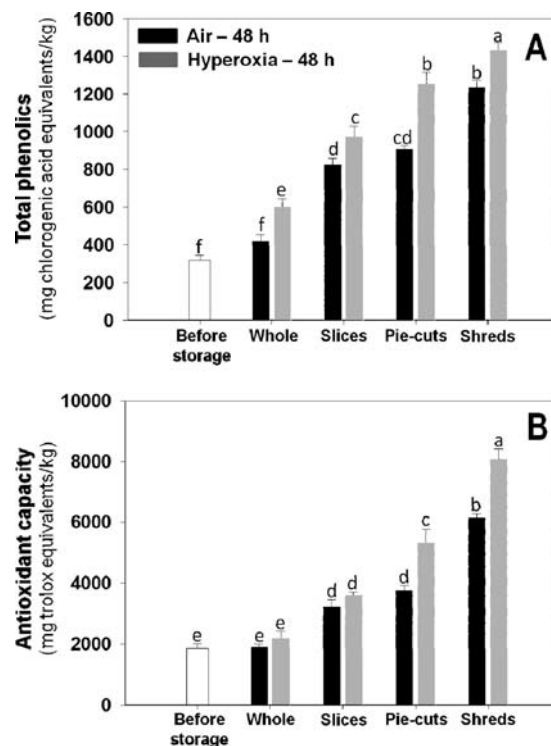 A
Air – 48 h
Hyperoxia – 48 h
Total phenolics
(mg chlorogenic acid equivalents/kg)
1600
1400
1200
1000
800
600
400
200
0
f
f
e
d
c
cd
b
b
a
Before storage
Whole
Slices
Pie-cuts
Shreds
B
Antioxidant capacity
(mg trolox equivalents/kg)
10000
8000
6000
4000
2000
0
e
e
e
d
d
d
c
b
a
Before storage
Whole
Slices
Pie-cuts
Shreds